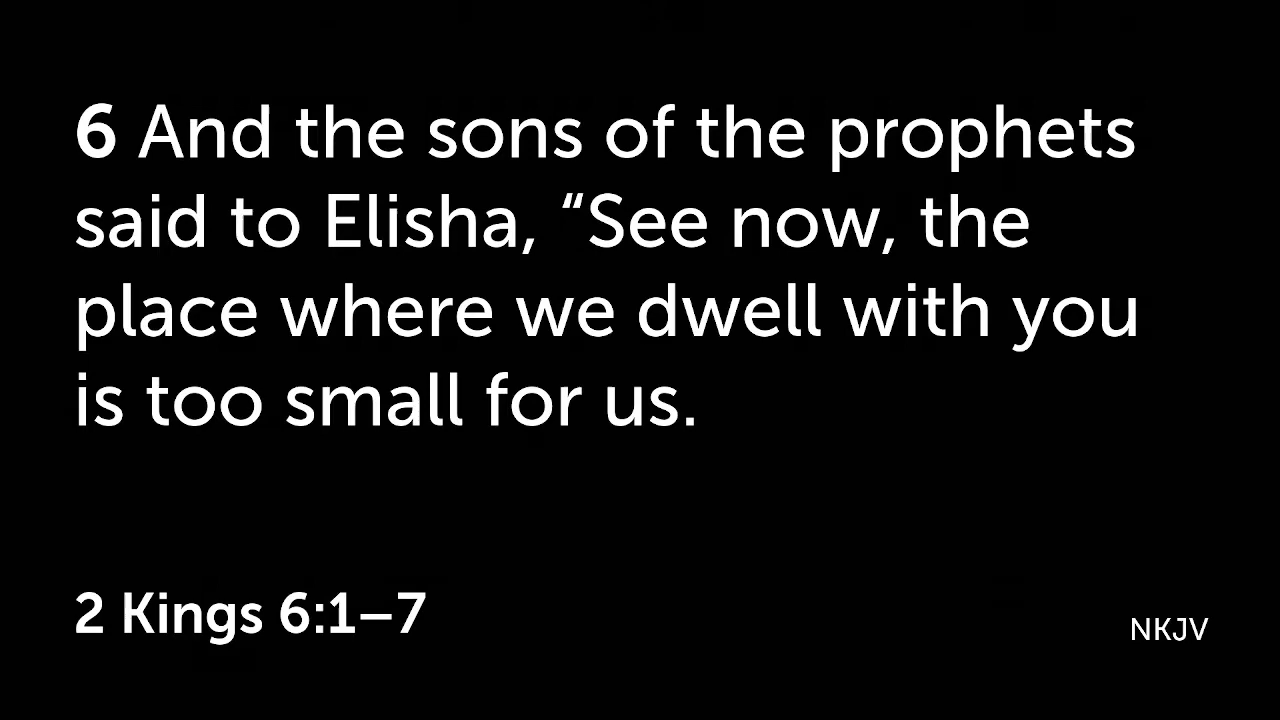 6 And the sons of the prophets
said to Elisha, “See now, the
place where we dwell with you
is too small for us.
2 Kings 6:1–7
NKJV